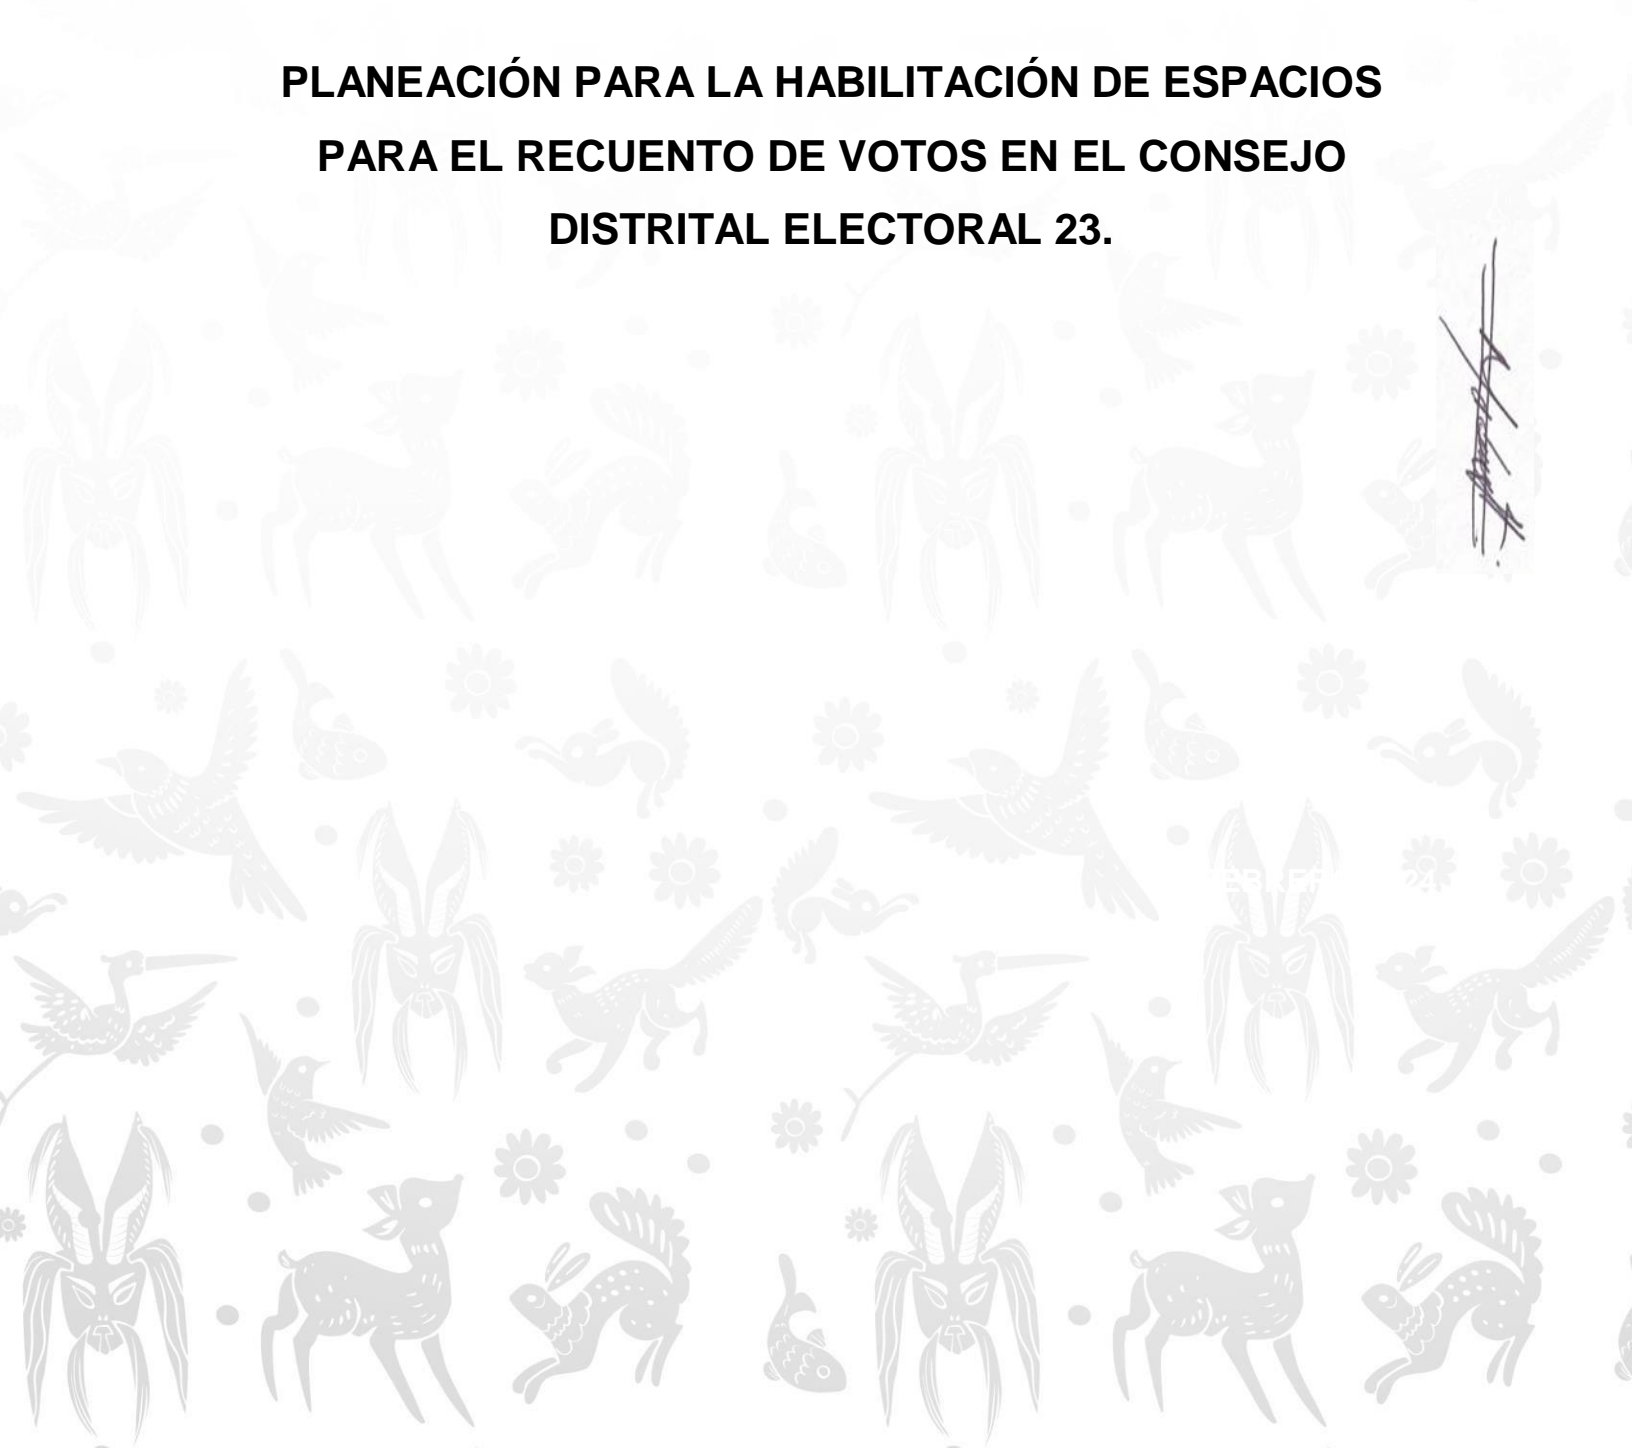 PLANEACIÓN PARA LA HABILITACIÓN DE ESPACIOS
PARA EL RECUENTO DE VOTOS EN EL CONSEJO
DISTRITAL ELECTORAL 23.